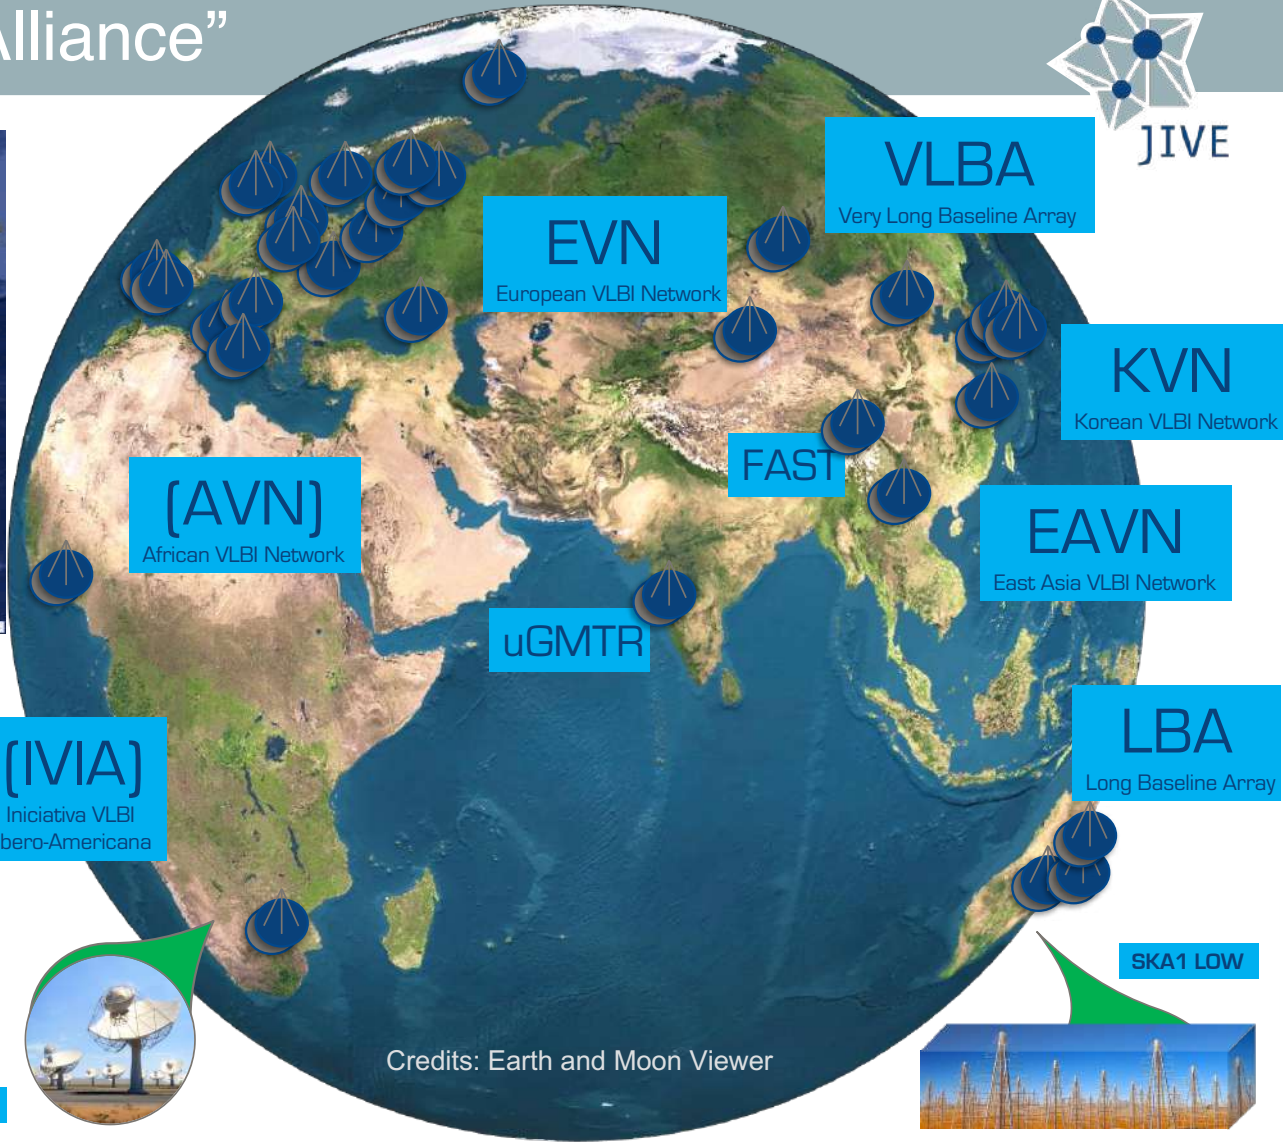 Alliance”
JIVE
VLBA
Very Long Baseline Array
EVN
European VLBI Network
KVN
Korean VLBI Network
FAST
(AVN)
African VLBI Network
EAVN
East Asia VLBI Network
uGMTR
LBA
Long Baseline Array
(IVIA)
Iniciativa VLBI
bero-Americana
SKA1 LOW
Credits: Earth and Moon Viewer